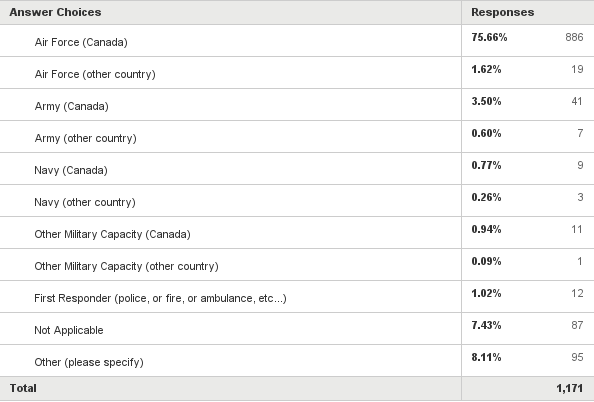 Answer Choices Responses
Air Force (Canada) 75.66% 886
Air Force (other country) 1.62% 19
Army (Canada) 3.50% 41
Army (other country) 0.60% 7
Navy (Canada) 0.77% 9
Navy (other country) 0.26% 3
Other Military Capacity (Canada) 0.94% 11
Other Military Capacity (other country) 0.09% 1
First Responder (police, or fire, or ambulance, etc...) 1.02% 12
Not Applicable 7.43% 87
Other (please specify) 8.11% 95
Total 1,171